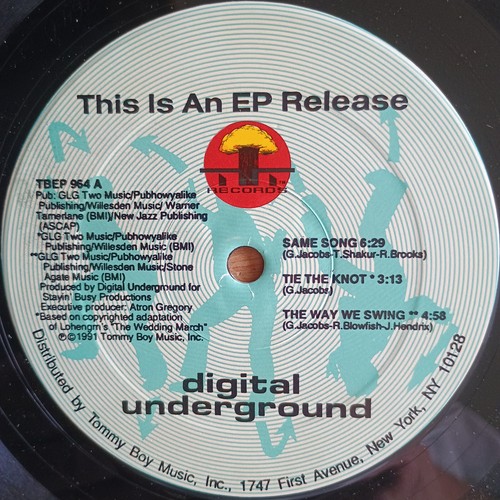 This Is An EP Release
TNT
RECORDS™
TBEP 964 A
Pub: GLG Two Music/Pubhowyalike
Publishing/Willesden Music/ Warner
Tamerlane (BMI)/New Jazz Publishing
(ASCAP)
*GLG Two Music/Pubhowyalike
Publishing/Willesden Music (BMI)
**GLG Two Music/Pubhowyalike
Publishing/Willesden Music/Stone
Agate Music (BMI)
Produced by Digital Underground for
Stayin' Busy Productions
Executive producer: Atron Gregory
*Based on copyrighted adaptation
of Lohengrn's "The Wedding March"
℗©1991 Tommy Boy Music, Inc.
SAME SONG 6:29
(G.Jacobs-T.Shakur-R.Brooks)
TIE THE KNOT * 3:13
(G.Jacobs)
THE WAY WE SWING ** 4:58
(G.Jacobs-R.Blowfish-J.Hendrix)
digital
underground
Distributed by Tommy Boy Music, Inc., 1747 First Avenue, New York, NY 10128